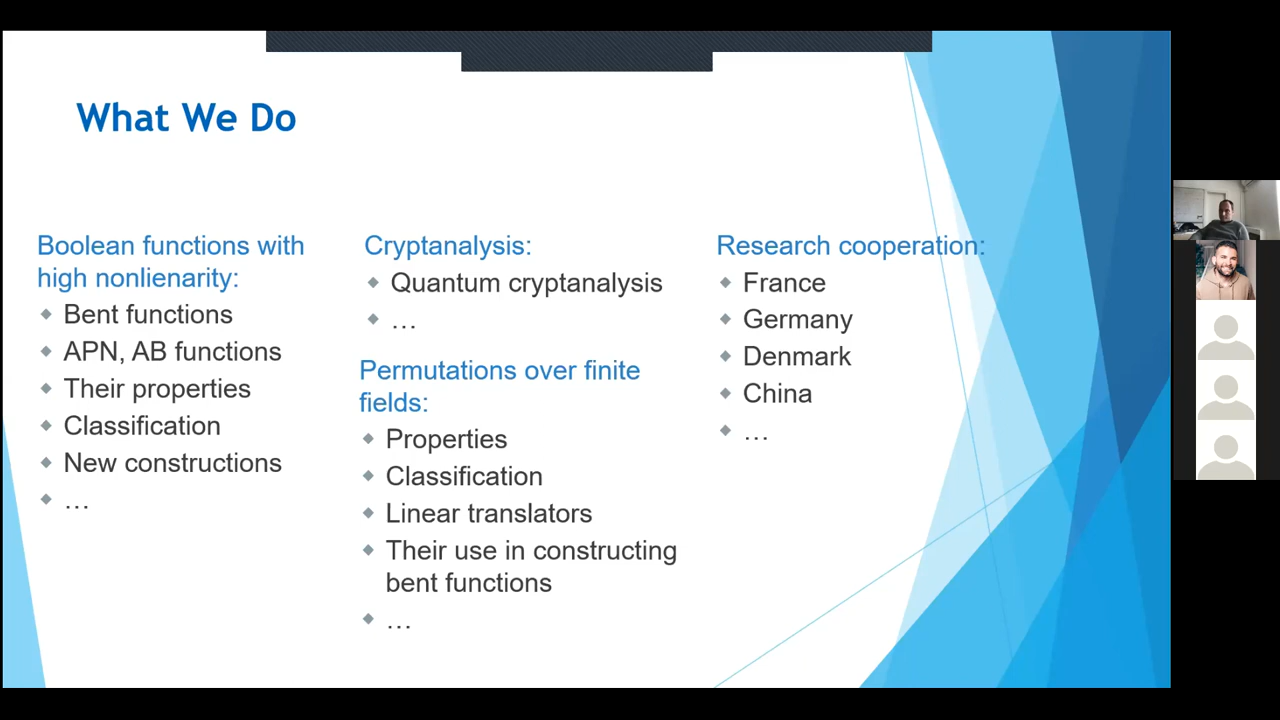 What We Do
Boolean functions with
high nonlienarity:
Bent functions
APN, AB functions
Their properties
Classification
New constructions
…
Cryptanalysis:
Quantum cryptanalysis
…
Permutations over finite
fields:
Properties
Classification
Linear translators
Their use in constructing
bent functions
…
Research cooperation:
France
Germany
Denmark
China
…